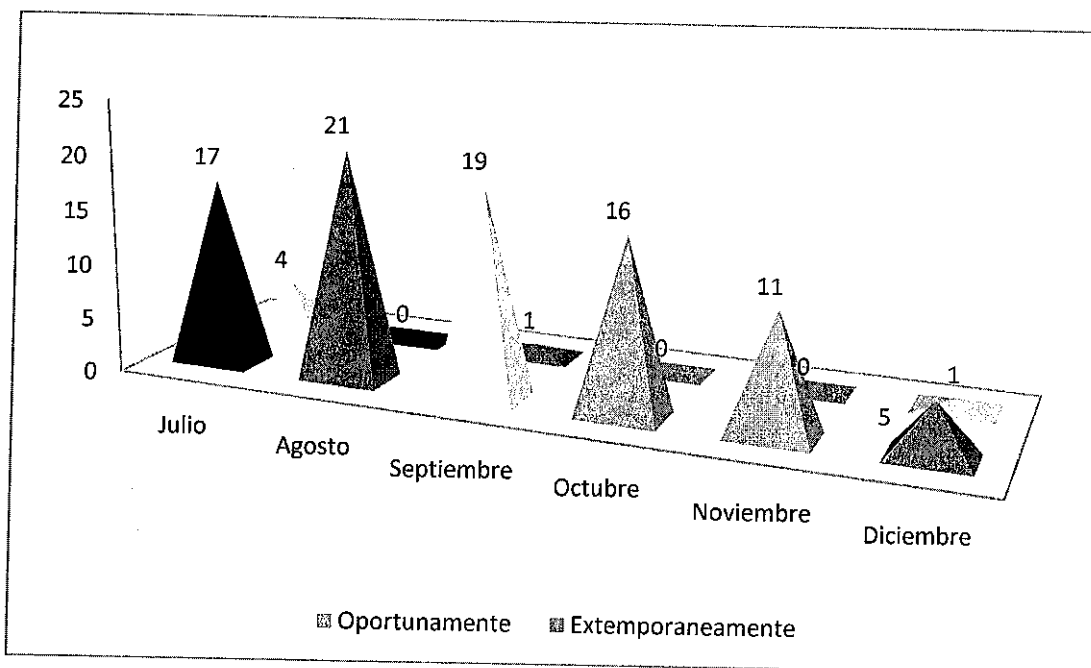 25
20
15
10
5
0
17
4
21
0
19
1
16
0
11
0
5
1
Julio
Agosto
Septiembre
Octubre
Noviembre
Diciembre
Oportunamente Extemporaneamente